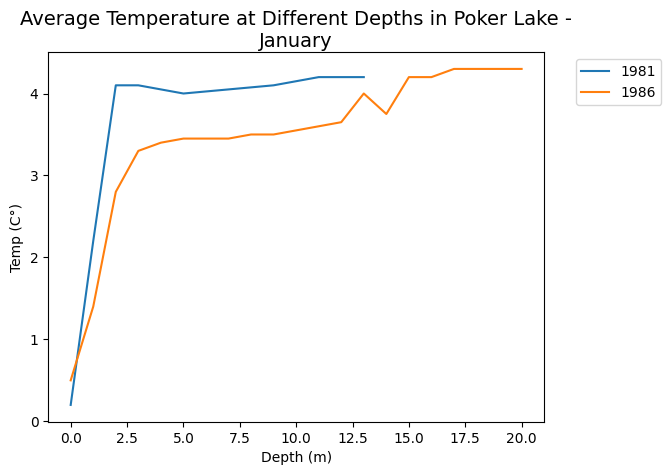 Average Temperature at Different Depths in Poker Lake -
January
1981
1986
Temp (C°)
4
3
2
1
0
0.0 2.5 5.0 7.5 10.0 12.5 15.0 17.5 20.0
Depth (m)